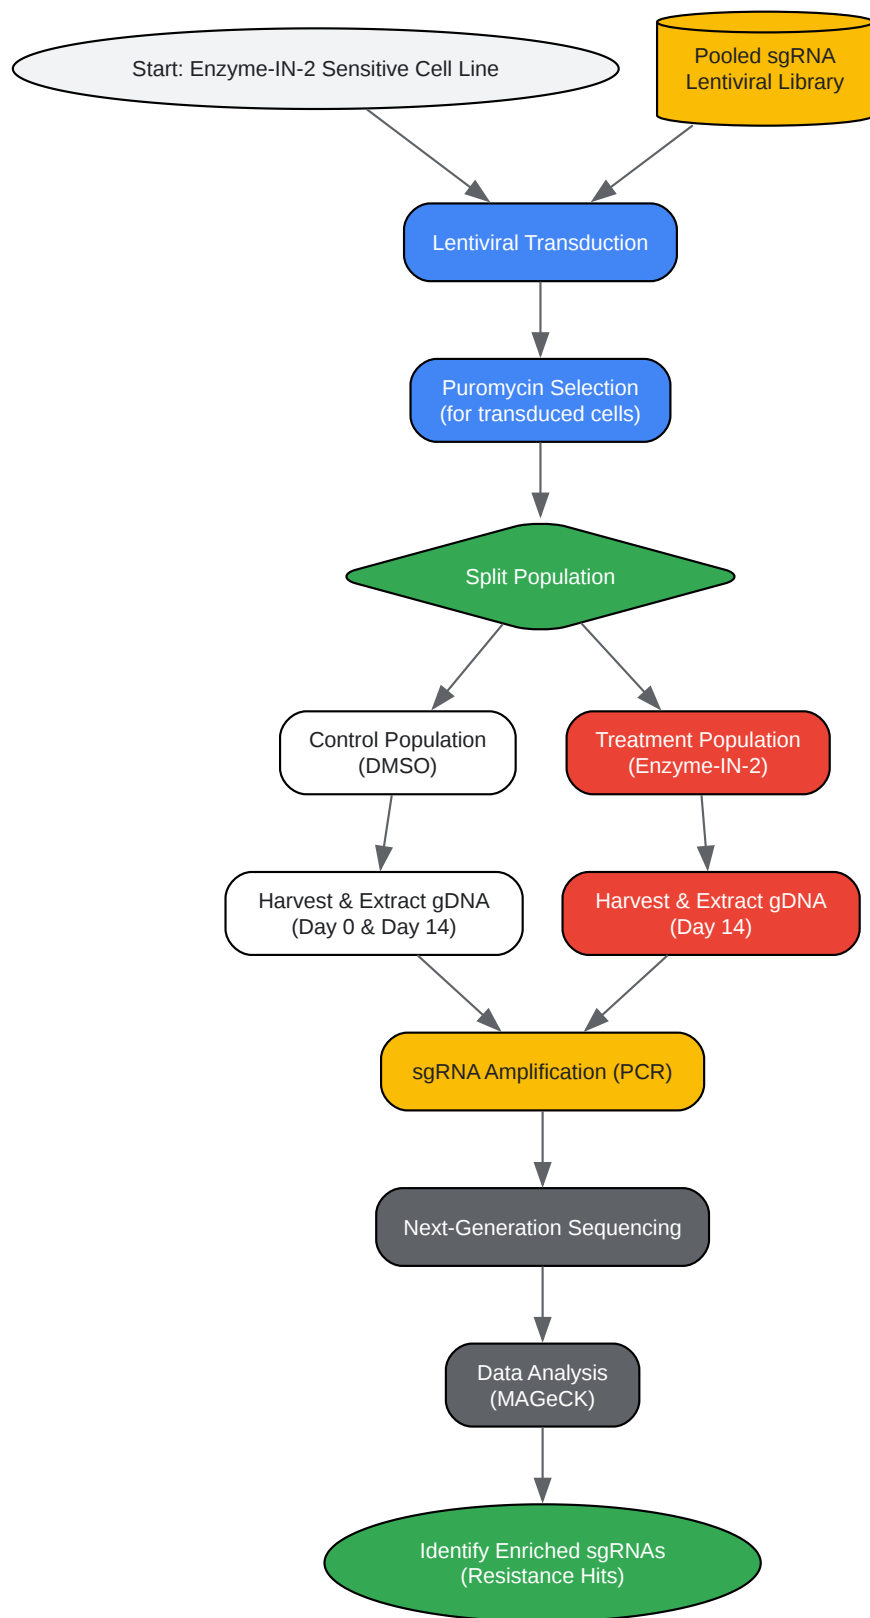 Start: Enzyme-IN-2 Sensitive Cell Line
Pooled sgRNA
Lentiviral Library
Lentiviral Transduction
Puromycin Selection
(for transduced cells)
Split Population
Control Population
(DMSO)
Treatment Population
(Enzyme-IN-2)
Harvest & Extract gDNA
(Day 0 & Day 14)
Harvest & Extract gDNA
(Day 14)
sgRNA Amplification (PCR)
Next-Generation Sequencing
Data Analysis
(MAGeCK)
Identify Enriched sgRNAs
(Resistance Hits)